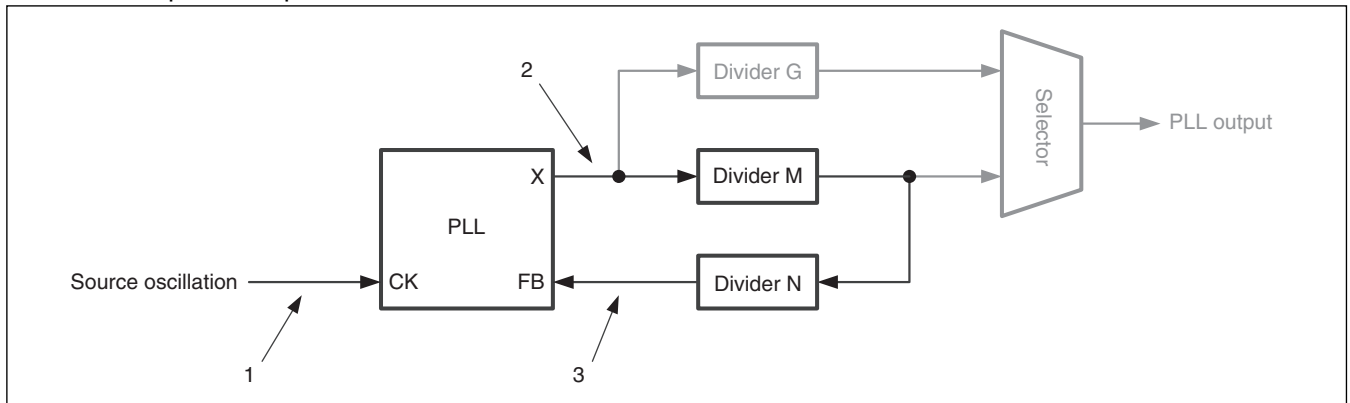 2
Divider G
Selector
PLL output
X
Divider M
PLL
Source oscillation
CK
FB
Divider N
1
3